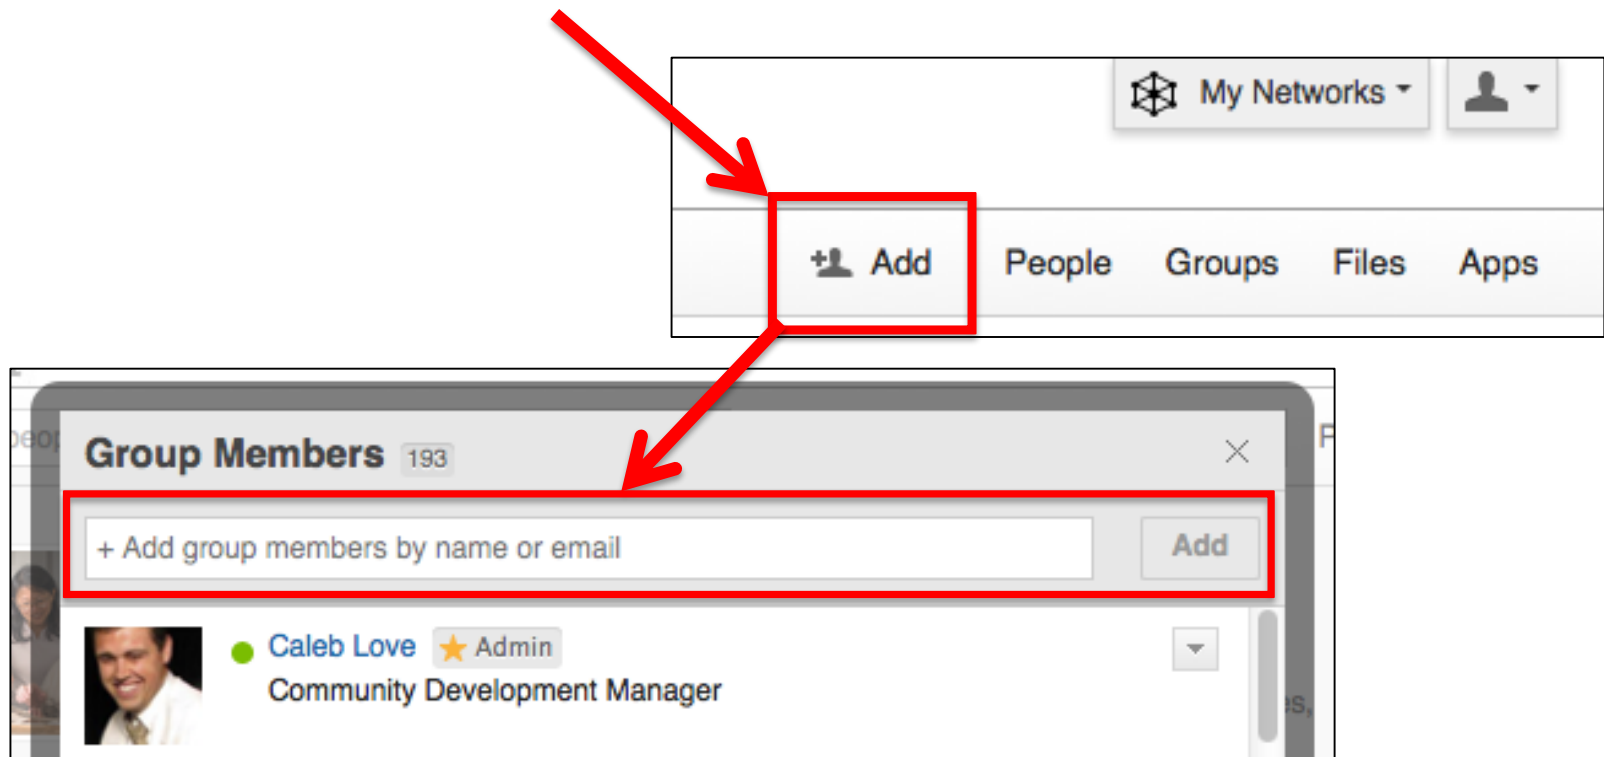 My Networks
Add People Groups Files Apps
Group Members 193
+ Add group members by name or email Add
Caleb Love Admin
Community Development Manager